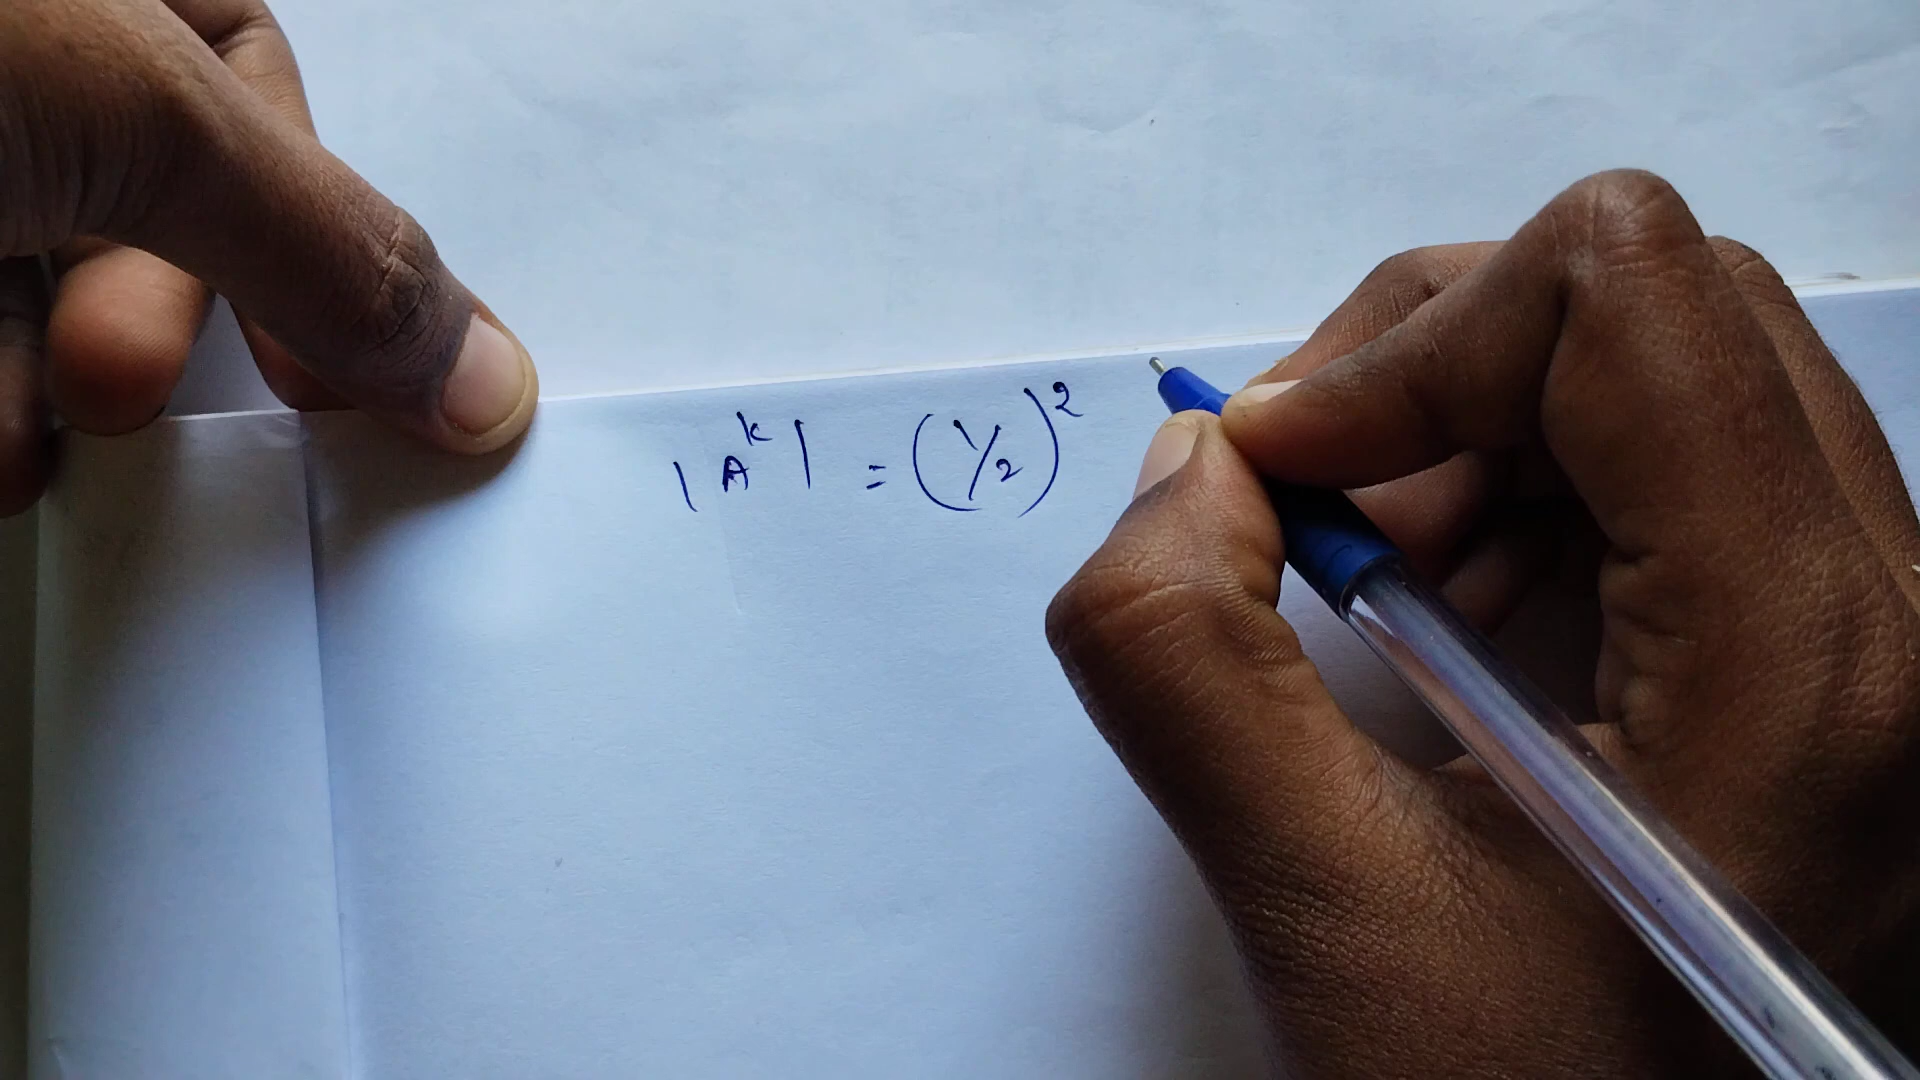 |A^k| = (1/2)^2